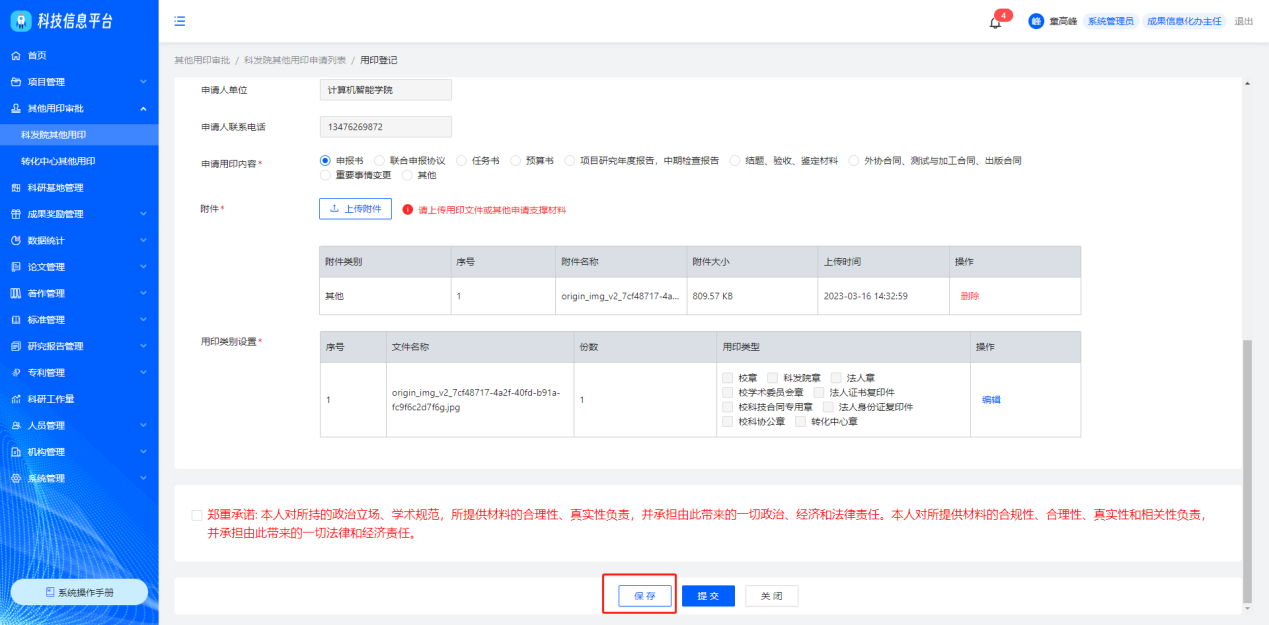 科技信息平台
4
峰 童高峰 系统管理员 成果信息化办主任 退出
首页
项目管理
其他用印审批
科发院其他用印
转化中心其他用印
科研基地管理
成果奖励管理
数据统计
论文管理
著作管理
标准管理
研究报告管理
专利管理
科研工作量
人员管理
机构管理
系统管理
系统操作手册
其他用印审批 / 科发院其他用印申请列表 / 用印登记
申请人单位 计算机智能学院
申请人联系电话 13476269872
申请用印内容* 申报书 联合申报协议 任务书 预算书 项目研究年度报告，中期检查报告 结题、验收、鉴定材料 外协合同、测试与加工合同、出版合同
重要事情变更 其他
附件* 上传附件 请上传用印文件或其他申请支撑材料
附件类别 序号 附件名称 附件大小 上传时间 操作
其他 1 origin_img_v2_7cf48717-4a... 809.57 KB 2023-03-16 14:32:59 删除
用印类别设置*
序号 文件名称 份数 用印类型 操作
1 origin_img_v2_7cf48717-4a2f-40fd-b91a-
fc9f6c2d7f6g.jpg 1
校章 科发院章 法人章
校学术委员会章 法人证书复印件
校科技合同专用章 法人身份证复印件
校科协公章 转化中心章
编辑
郑重承诺: 本人对所持的政治立场、学术规范，所提供材料的合理性、真实性负责，并承担由此带来的一切政治、经济和法律责任。本人对所提供材料的合规性、合理性、真实性和相关性负责，
并承担由此带来的一切法律和经济责任。
保存 提交 关闭